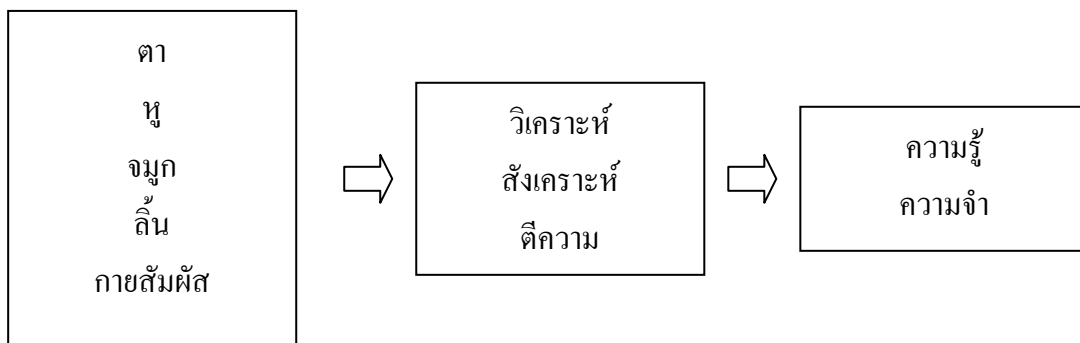 ตา
หู
จมูก
ลิ้น
กายสัมผัส
วิเคราะห์
สังเคราะห์
ตีความ
ความรู้
ความจำ